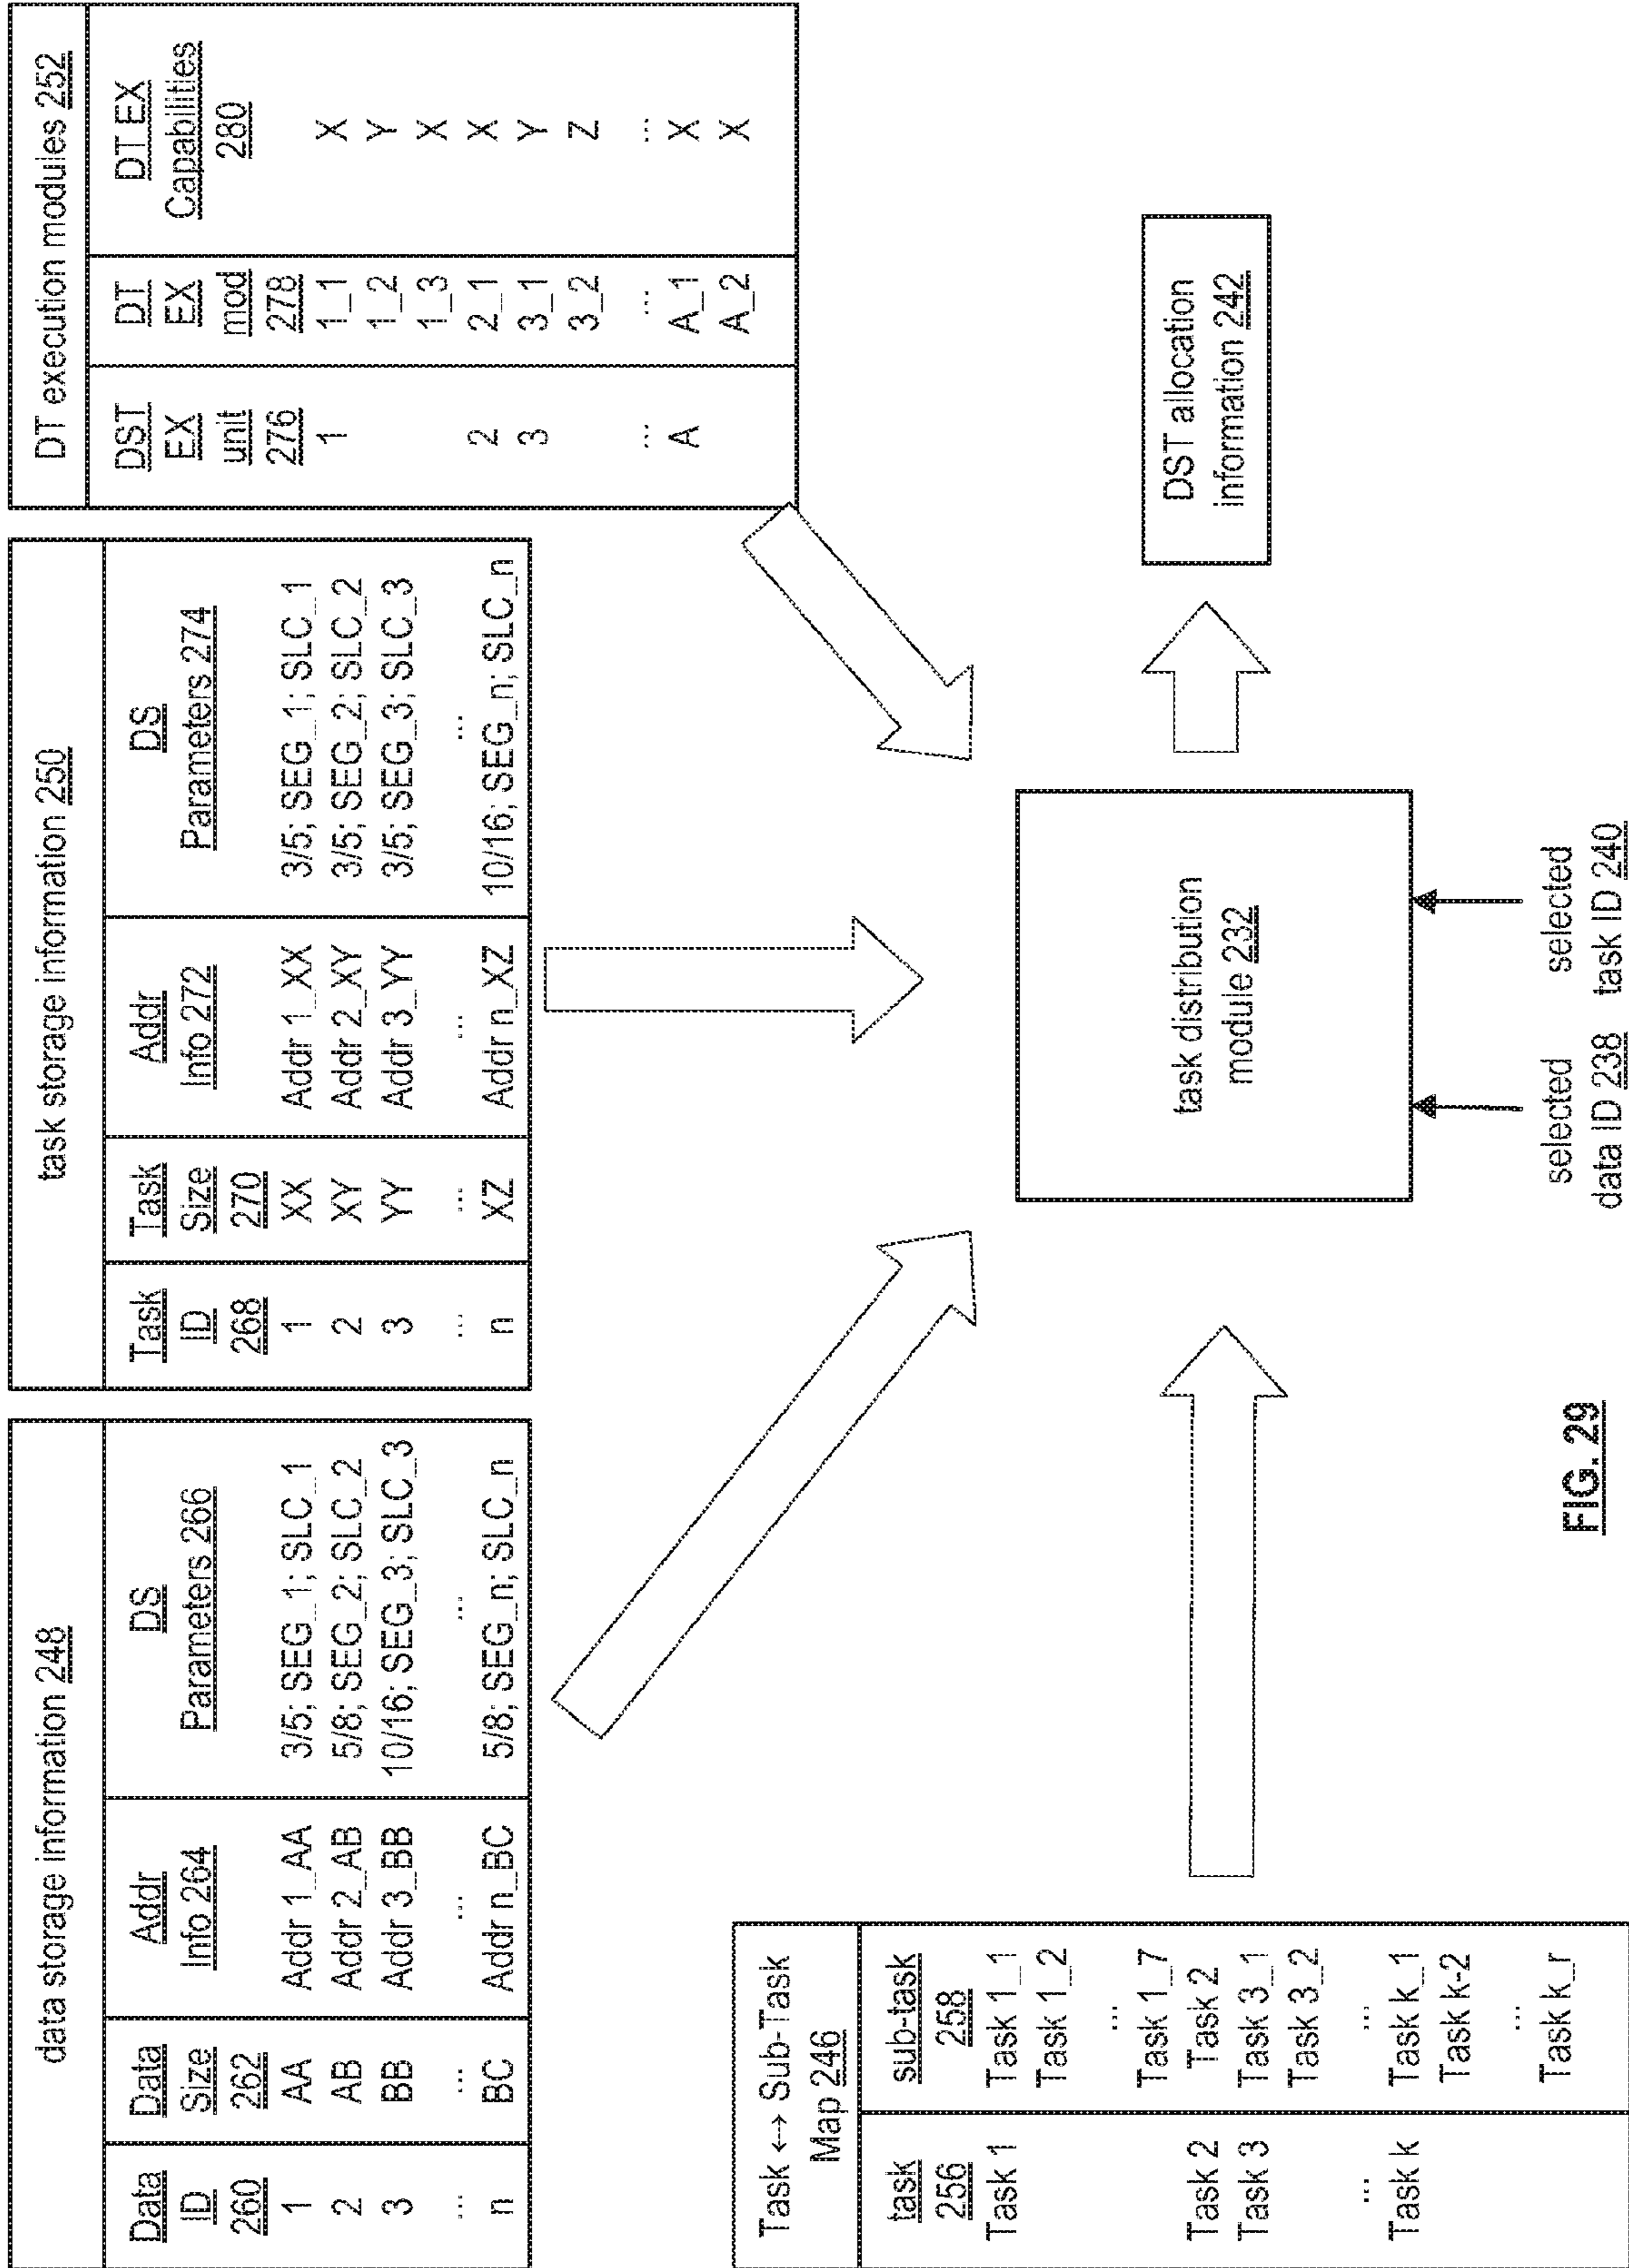 data storage information 248
Data ID 260 Data Size 262 Addr Info 264 DS Parameters 266
1 AA Addr 1_AA 3/5; SEG_1; SLC_1
2 AB Addr 2_AB 5/8; SEG_2; SLC_2
3 BB Addr 3_BB 10/16; SEG_3; SLC_3
... ... ... ...
n BC Addr n_BC 5/8; SEG_n; SLC_n
task storage information 250
Task ID 268 Task Size 270 Addr Info 272 DS Parameters 274
1 XX Addr 1_XX 3/5; SEG_1; SLC_1
2 XY Addr 2_XY 3/5; SEG_2; SLC_2
3 YY Addr 3_YY 3/5; SEG_3; SLC_3
... ... ... ...
n XZ Addr n_XZ 10/16; SEG_n; SLC_n
DT execution modules 252
DST EX unit 276 DT EX mod 278 DT EX Capabilities 280
1 1_1 X
1_2 Y
1_3 X
2 2_1 X
3 3_1 Y
3_2 Z
... ... ...
A A_1 X
A_2 X
Task ↔ Sub-Task
Map 246
task 256 sub-task 258
Task 1 Task 1_1
Task 1_2
...
Task 1_7
Task 2 Task 2
Task 3 Task 3_1
Task 3_2
... ...
Task k Task k_1
Task k-2
...
Task k_r
task distribution
module 232
DST allocation
information 242
selected
data ID 238
selected
task ID 240
FIG. 29